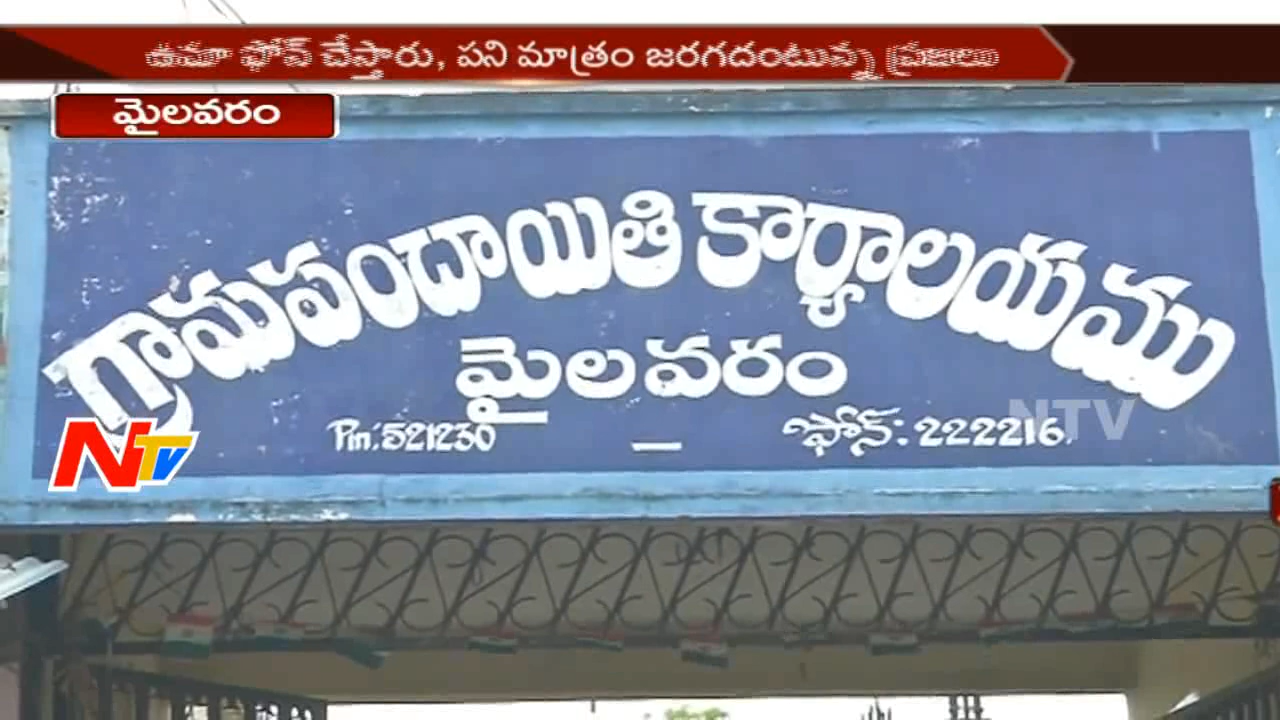 ఉమా ఫోన్ చేస్తారు, పని మాత్రం జరగదంటున్న ప్రజలు
మైలవరం
గ్రామపంచాయితి కార్యాలయము
మైలవరం
Pin: 521230
ఫోన్: 222216
NTV
NTV